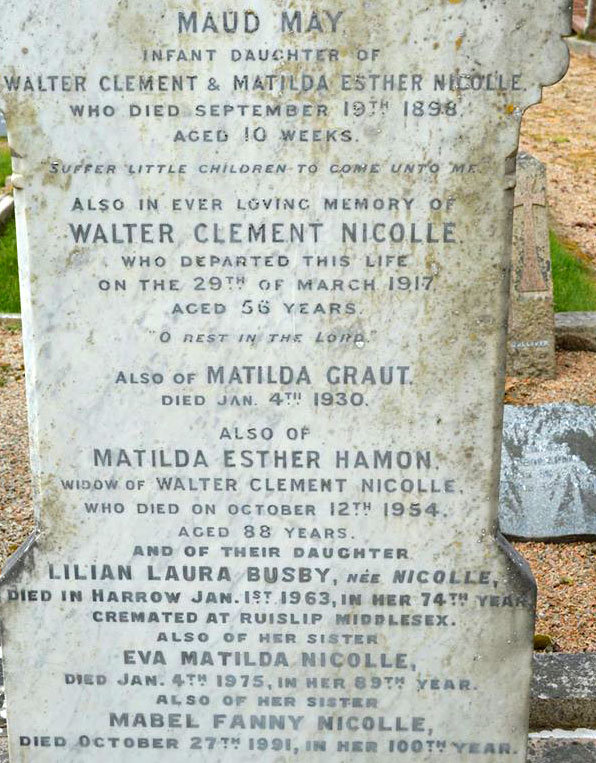 MAUD MAY
INFANT DAUGHTER OF
WALTER CLEMENT & MATILDA ESTHER NICOLLE.
WHO DIED SEPTEMBER 19TH 1898.
AGED 10 WEEKS.
SUFFER LITTLE CHILDREN TO COME UNTO ME.
ALSO IN EVER LOVING MEMORY OF
WALTER CLEMENT NICOLLE.
WHO DEPARTED THIS LIFE
ON THE 29TH OF MARCH 1917.
AGED 56 YEARS.
"O REST IN THE LORD."
ALSO OF MATILDA GRAUT.
DIED JAN. 4TH 1930.
ALSO OF
MATILDA ESTHER HAMON.
WIDOW OF WALTER CLEMENT NICOLLE.
WHO DIED ON OCTOBER 12TH 1954.
AGED 88 YEARS.
AND OF THEIR DAUGHTER
LILIAN LAURA BUSBY, NÉE NICOLLE,
DIED IN HARROW JAN. 1ST 1963, IN HER 74TH YEAR,
CREMATED AT RUISLIP MIDDLESEX.
ALSO OF HER SISTER
EVA MATILDA NICOLLE,
DIED JAN. 4TH 1975, IN HER 89TH YEAR.
ALSO OF HER SISTER
MABEL FANNY NICOLLE,
DIED OCTOBER 27TH 1991, IN HER 100TH YEAR.